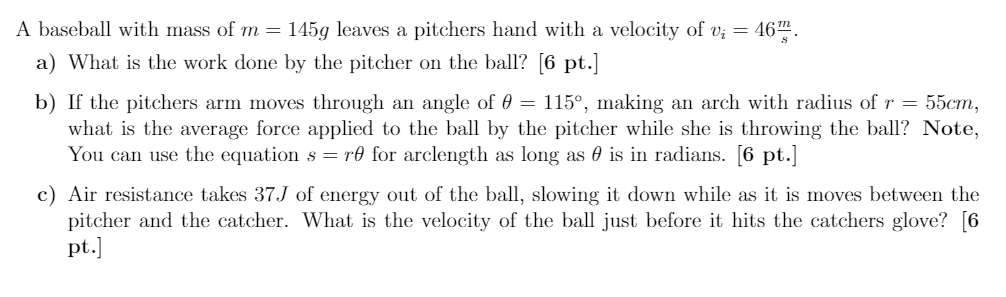 A baseball with mass of m = 145g leaves a pitchers hand with a velocity of vᵢ = 46 m/s.
a) What is the work done by the pitcher on the ball? [6 pt.]
b) If the pitchers arm moves through an angle of θ = 115°, making an arch with radius of r = 55cm,
what is the average force applied to the ball by the pitcher while she is throwing the ball? Note,
You can use the equation s = rθ for arclength as long as θ is in radians. [6 pt.]
c) Air resistance takes 37J of energy out of the ball, slowing it down while as it is moves between the
pitcher and the catcher. What is the velocity of the ball just before it hits the catchers glove? [6
pt.]